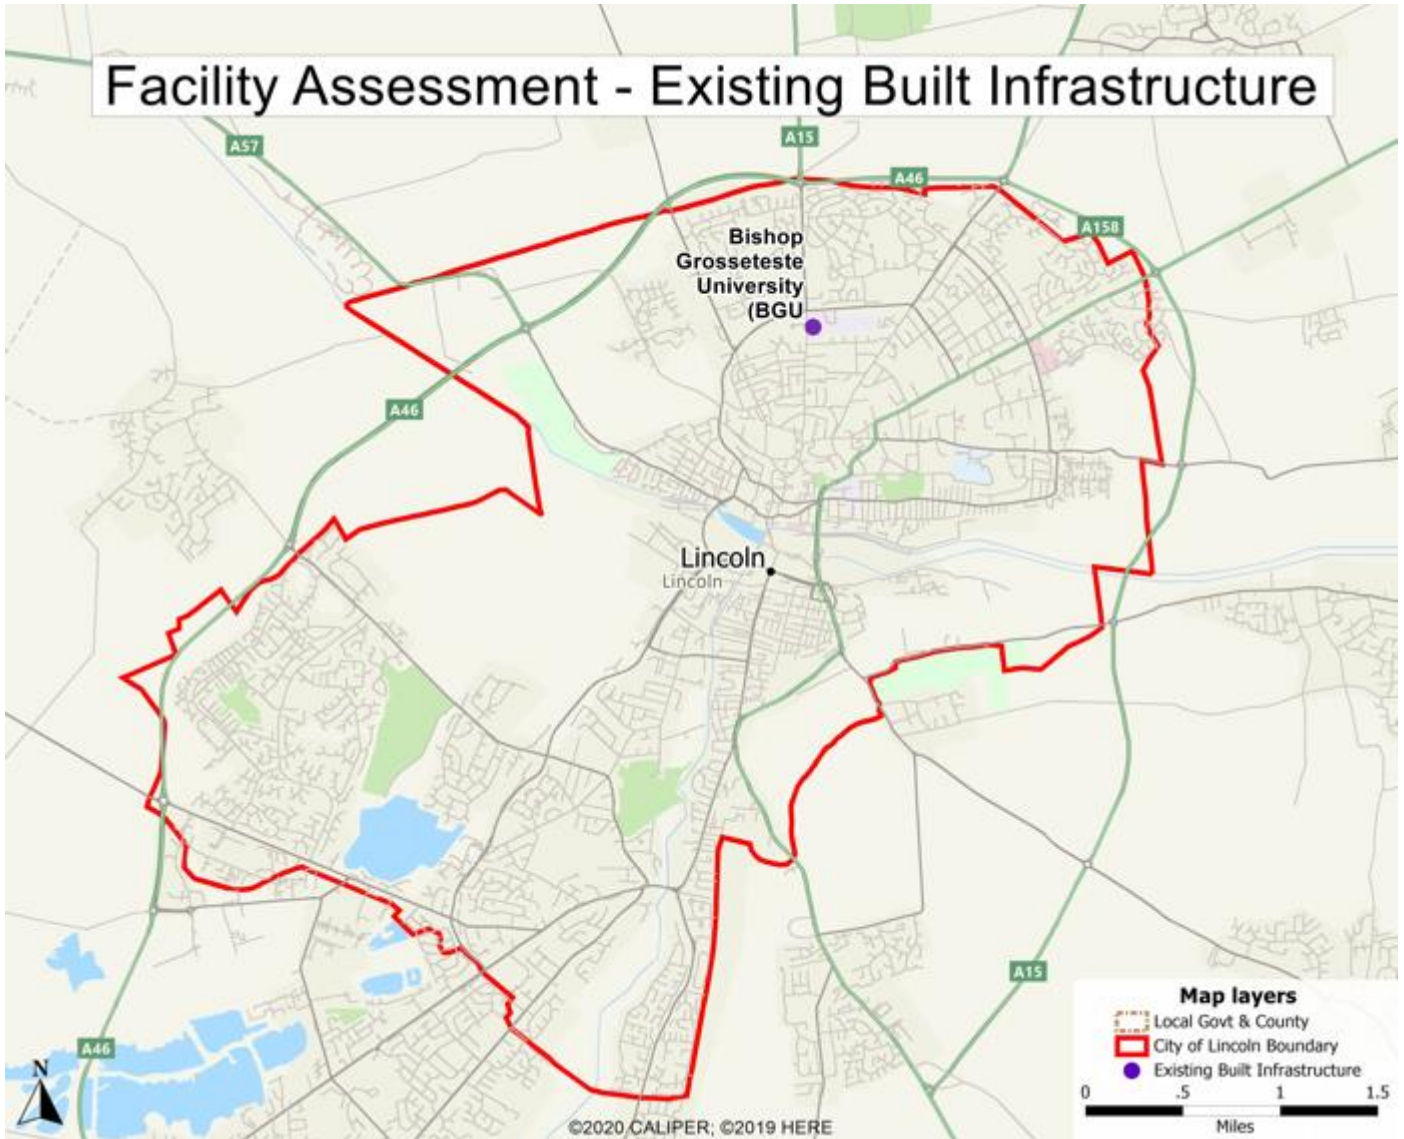 Facility Assessment - Existing Built Infrastructure
A57
A15
A46
A158
Bishop
Grosseteste
University
(BGU
A46
Lincoln
Lincoln
A15
A46
N
Map layers
Local Govt & County
City of Lincoln Boundary
Existing Built Infrastructure
0 .5 1 1.5
Miles
©2020 CALIPER; ©2019 HERE